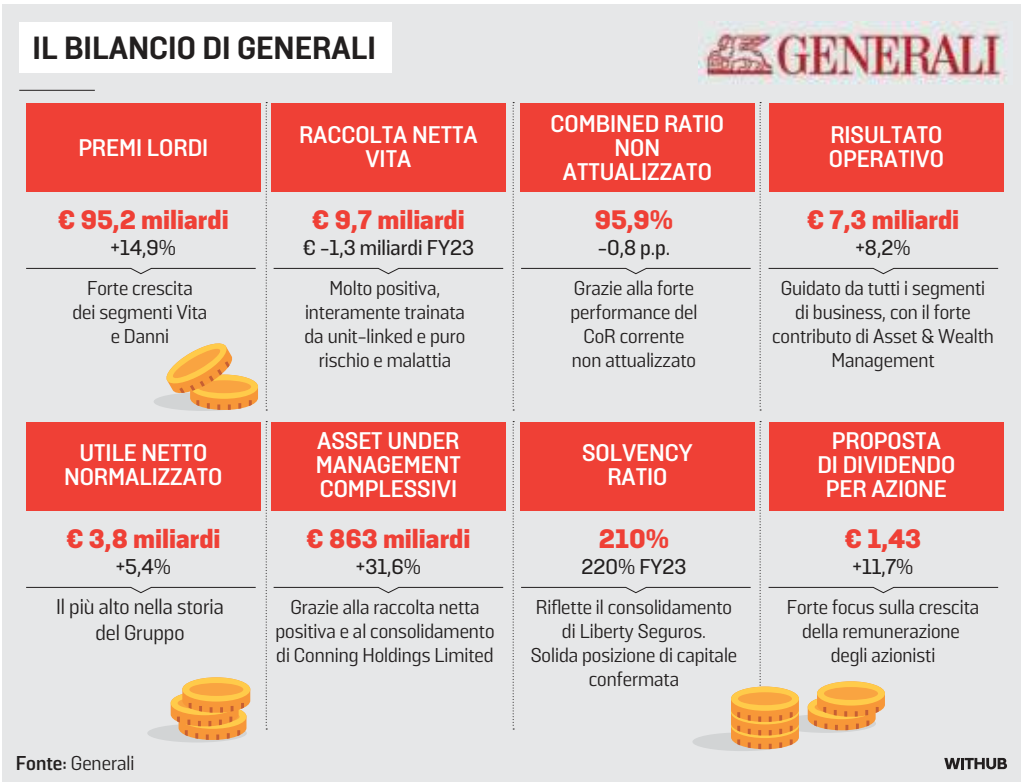 IL BILANCIO DI GENERALI
GENERALI
PREMI LORDI
€ 95,2 miliardi
+14,9%
Forte crescita
dei segmenti Vita
e Danni
RACCOLTA NETTA
VITA
€ 9,7 miliardi
€ -1,3 miliardi FY23
Molto positiva,
interamente trainata
da unit-linked e puro
rischio e malattia
COMBINED RATIO
NON
ATTUALIZZATO
95,9%
-0,8 p.p.
Grazie alla forte
performance del
CoR corrente
non attualizzato
RISULTATO
OPERATIVO
€ 7,3 miliardi
+8,2%
Guidato da tutti i segmenti
di business, con il forte
contributo di Asset & Wealth
Management
UTILE NETTO
NORMALIZZATO
€ 3,8 miliardi
+5,4%
Il più alto nella storia
del Gruppo
ASSET UNDER
MANAGEMENT
COMPLESSIVI
€ 863 miliardi
+31,6%
Grazie alla raccolta netta
positiva e al consolidamento
di Conning Holdings Limited
SOLVENCY
RATIO
210%
220% FY23
Riflette il consolidamento
di Liberty Seguros.
Solida posizione di capitale
confermata
PROPOSTA
DI DIVIDENDO
PER AZIONE
€ 1,43
+11,7%
Forte focus sulla crescita
della remunerazione
degli azionisti
Fonte: Generali
WITHUB